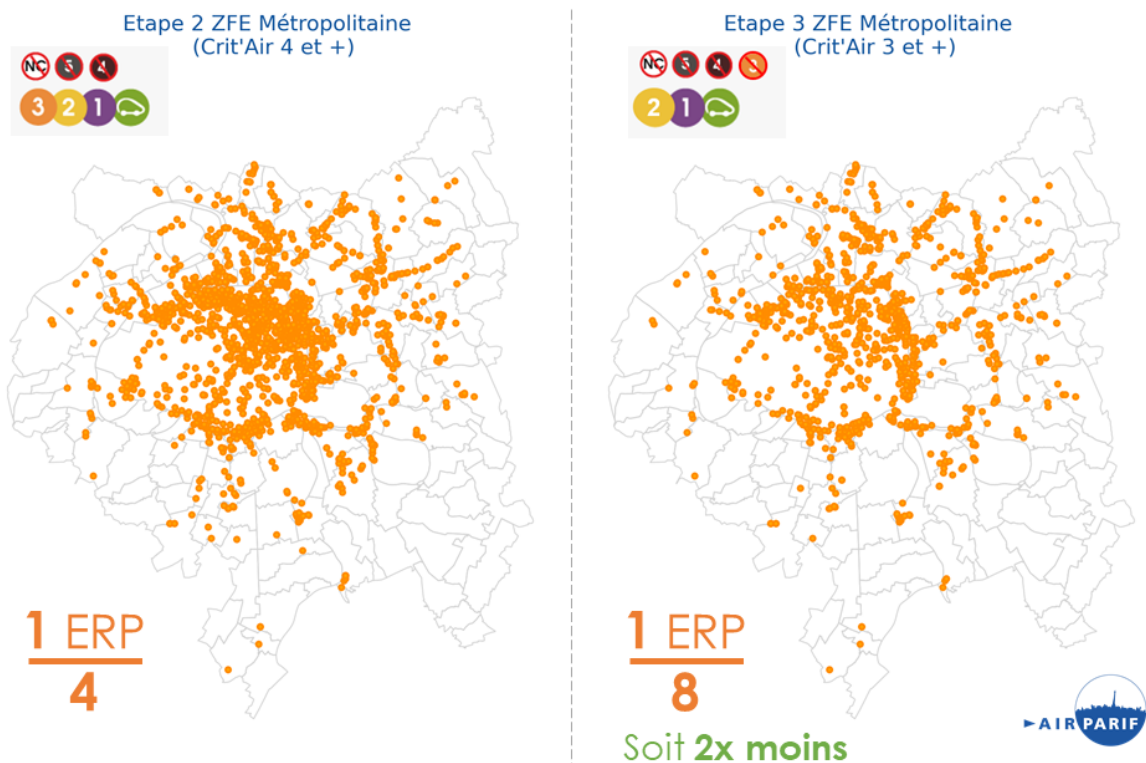 Etape 2 ZFE Métropolitaine
(Crit'Air 4 et +)
NC 5 4
3 2 1
1 ERP
4
Etape 3 ZFE Métropolitaine
(Crit'Air 3 et +)
NC 5 4 3
2 1
1 ERP
8
Soit 2x moins
AIRPARIF